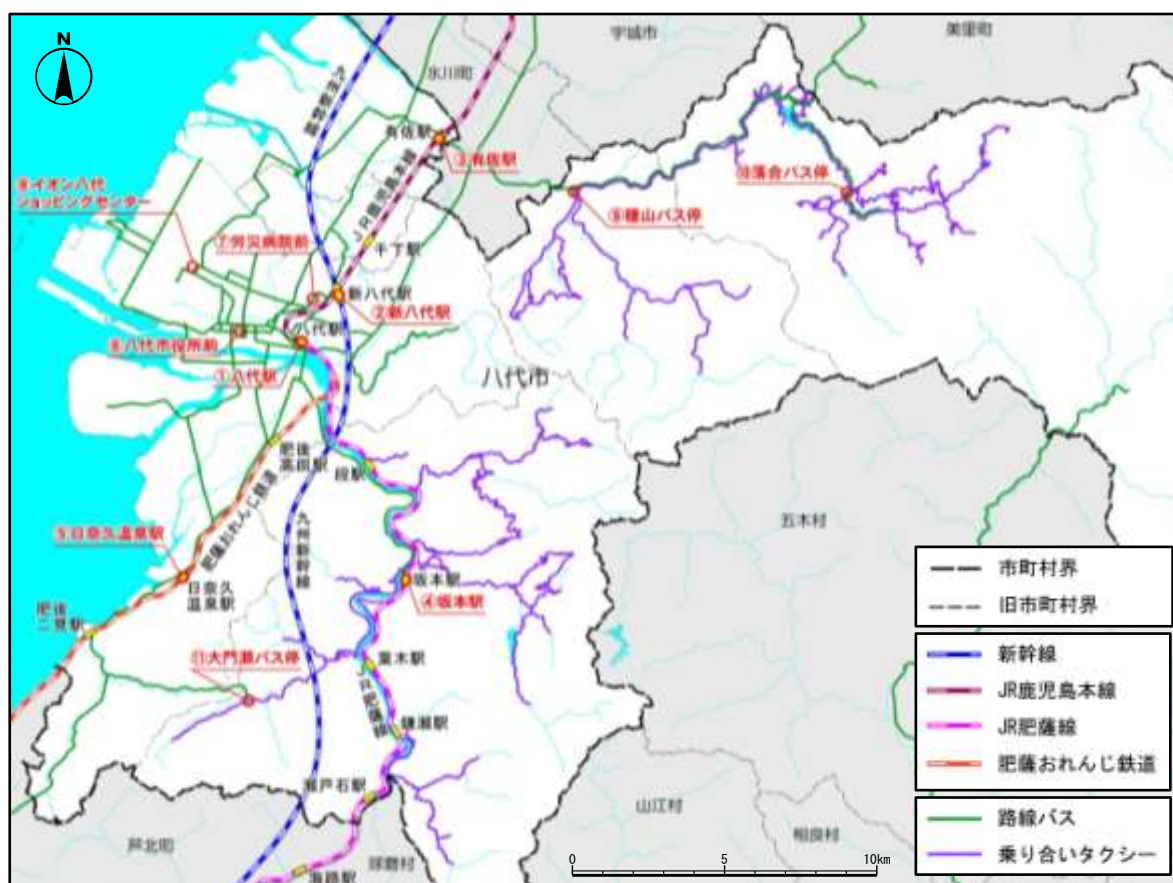 N
宇城市
美里町
氷川町
九州新幹線
有佐駅
③有佐駅
JR鹿児島本線
⑧イオン八代
ショッピングセンター
⑩落合バス停
⑨種山バス停
⑦労災病院前
千丁駅
新八代駅
②新八代駅
八代駅
⑥八代市役所前
①八代駅
八代市
肥後
高田駅
段駅
五木村
肥薩おれんじ鉄道
九州新幹線
⑤日奈久温泉駅
日奈久
温泉駅
坂本駅
④坂本駅
肥後
二見駅
⑪大門瀬バス停
葉木駅
JR肥薩線
鎌瀬駅
瀬戸石駅
山江村
相良村
芦北町
球磨村
海路駅
0
5
10km
市町村界
旧市町村界
新幹線
JR鹿児島本線
JR肥薩線
肥薩おれんじ鉄道
路線バス
乗り合いタクシー